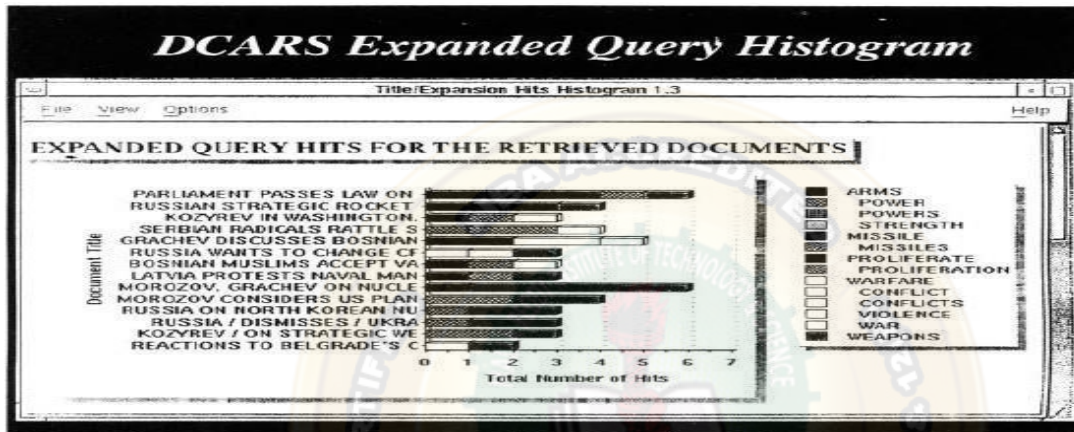 DCARS Expanded Query Histogram
Title/Expansion Hits Histogram 1.3
File View Options Help
EXPANDED QUERY HITS FOR THE RETRIEVED DOCUMENTS
Document Title
PARLIAMENT PASSES LAW ON
RUSSIAN STRATEGIC ROCKET
KOZYREV IN WASHINGTON.
SERBIAN RADICALS RATTLE S
GRACHEV DISCUSSES BOSNIAN
RUSSIA WANTS TO CHANGE CF
BOSNIAN MUSLIMS ACCEPT VA
LATVIA PROTESTS NAVAL MAN
MOROZOV, GRACHEV ON NUCLE
MOROZOV CONSIDERS US PLAN
RUSSIA ON NORTH KOREAN NU
RUSSIA / DISMISSES / UKRA
KOZYREV / ON STRATEGIC WE
REACTIONS TO BELGRADE'S C
0 1 2 3 4 5 6 7
Total Number of Hits
ARMS
POWER
POWERS
STRENGTH
MISSILE
MISSILES
PROLIFERATE
PROLIFERATION
WARFARE
CONFLICT
CONFLICTS
VIOLENCE
WAR
WEAPONS